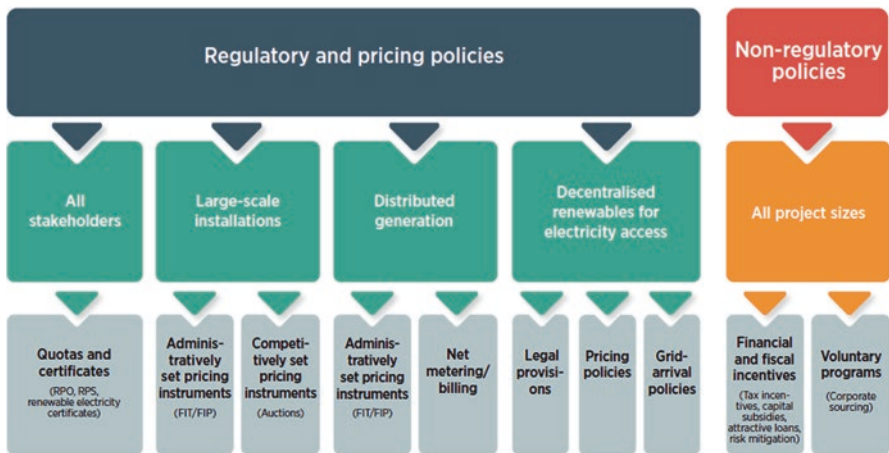 Regulatory and pricing policies
Non-regulatory
policies
All
stakeholders
Large-scale
installations
Distributed
generation
Decentralised
renewables for
electricity access
All project sizes
Quotas and
certificates
(RPO, RPS,
renewable electricity
certificates)
Adminis-
tratively
set pricing
instruments
(FIT/FIP)
Competi-
tively set
pricing
instruments
(Auctions)
Adminis-
tratively
set pricing
instruments
(FIT/FIP)
Net
metering/
billing
Legal
provisi-
ons
Pricing
policies
Grid-
arrival
policies
Financial
and fiscal
incentives
(Tax incen-
tives, capital
subsidies,
attractive loans,
risk mitigation)
Voluntary
programs
(Corporate
sourcing)